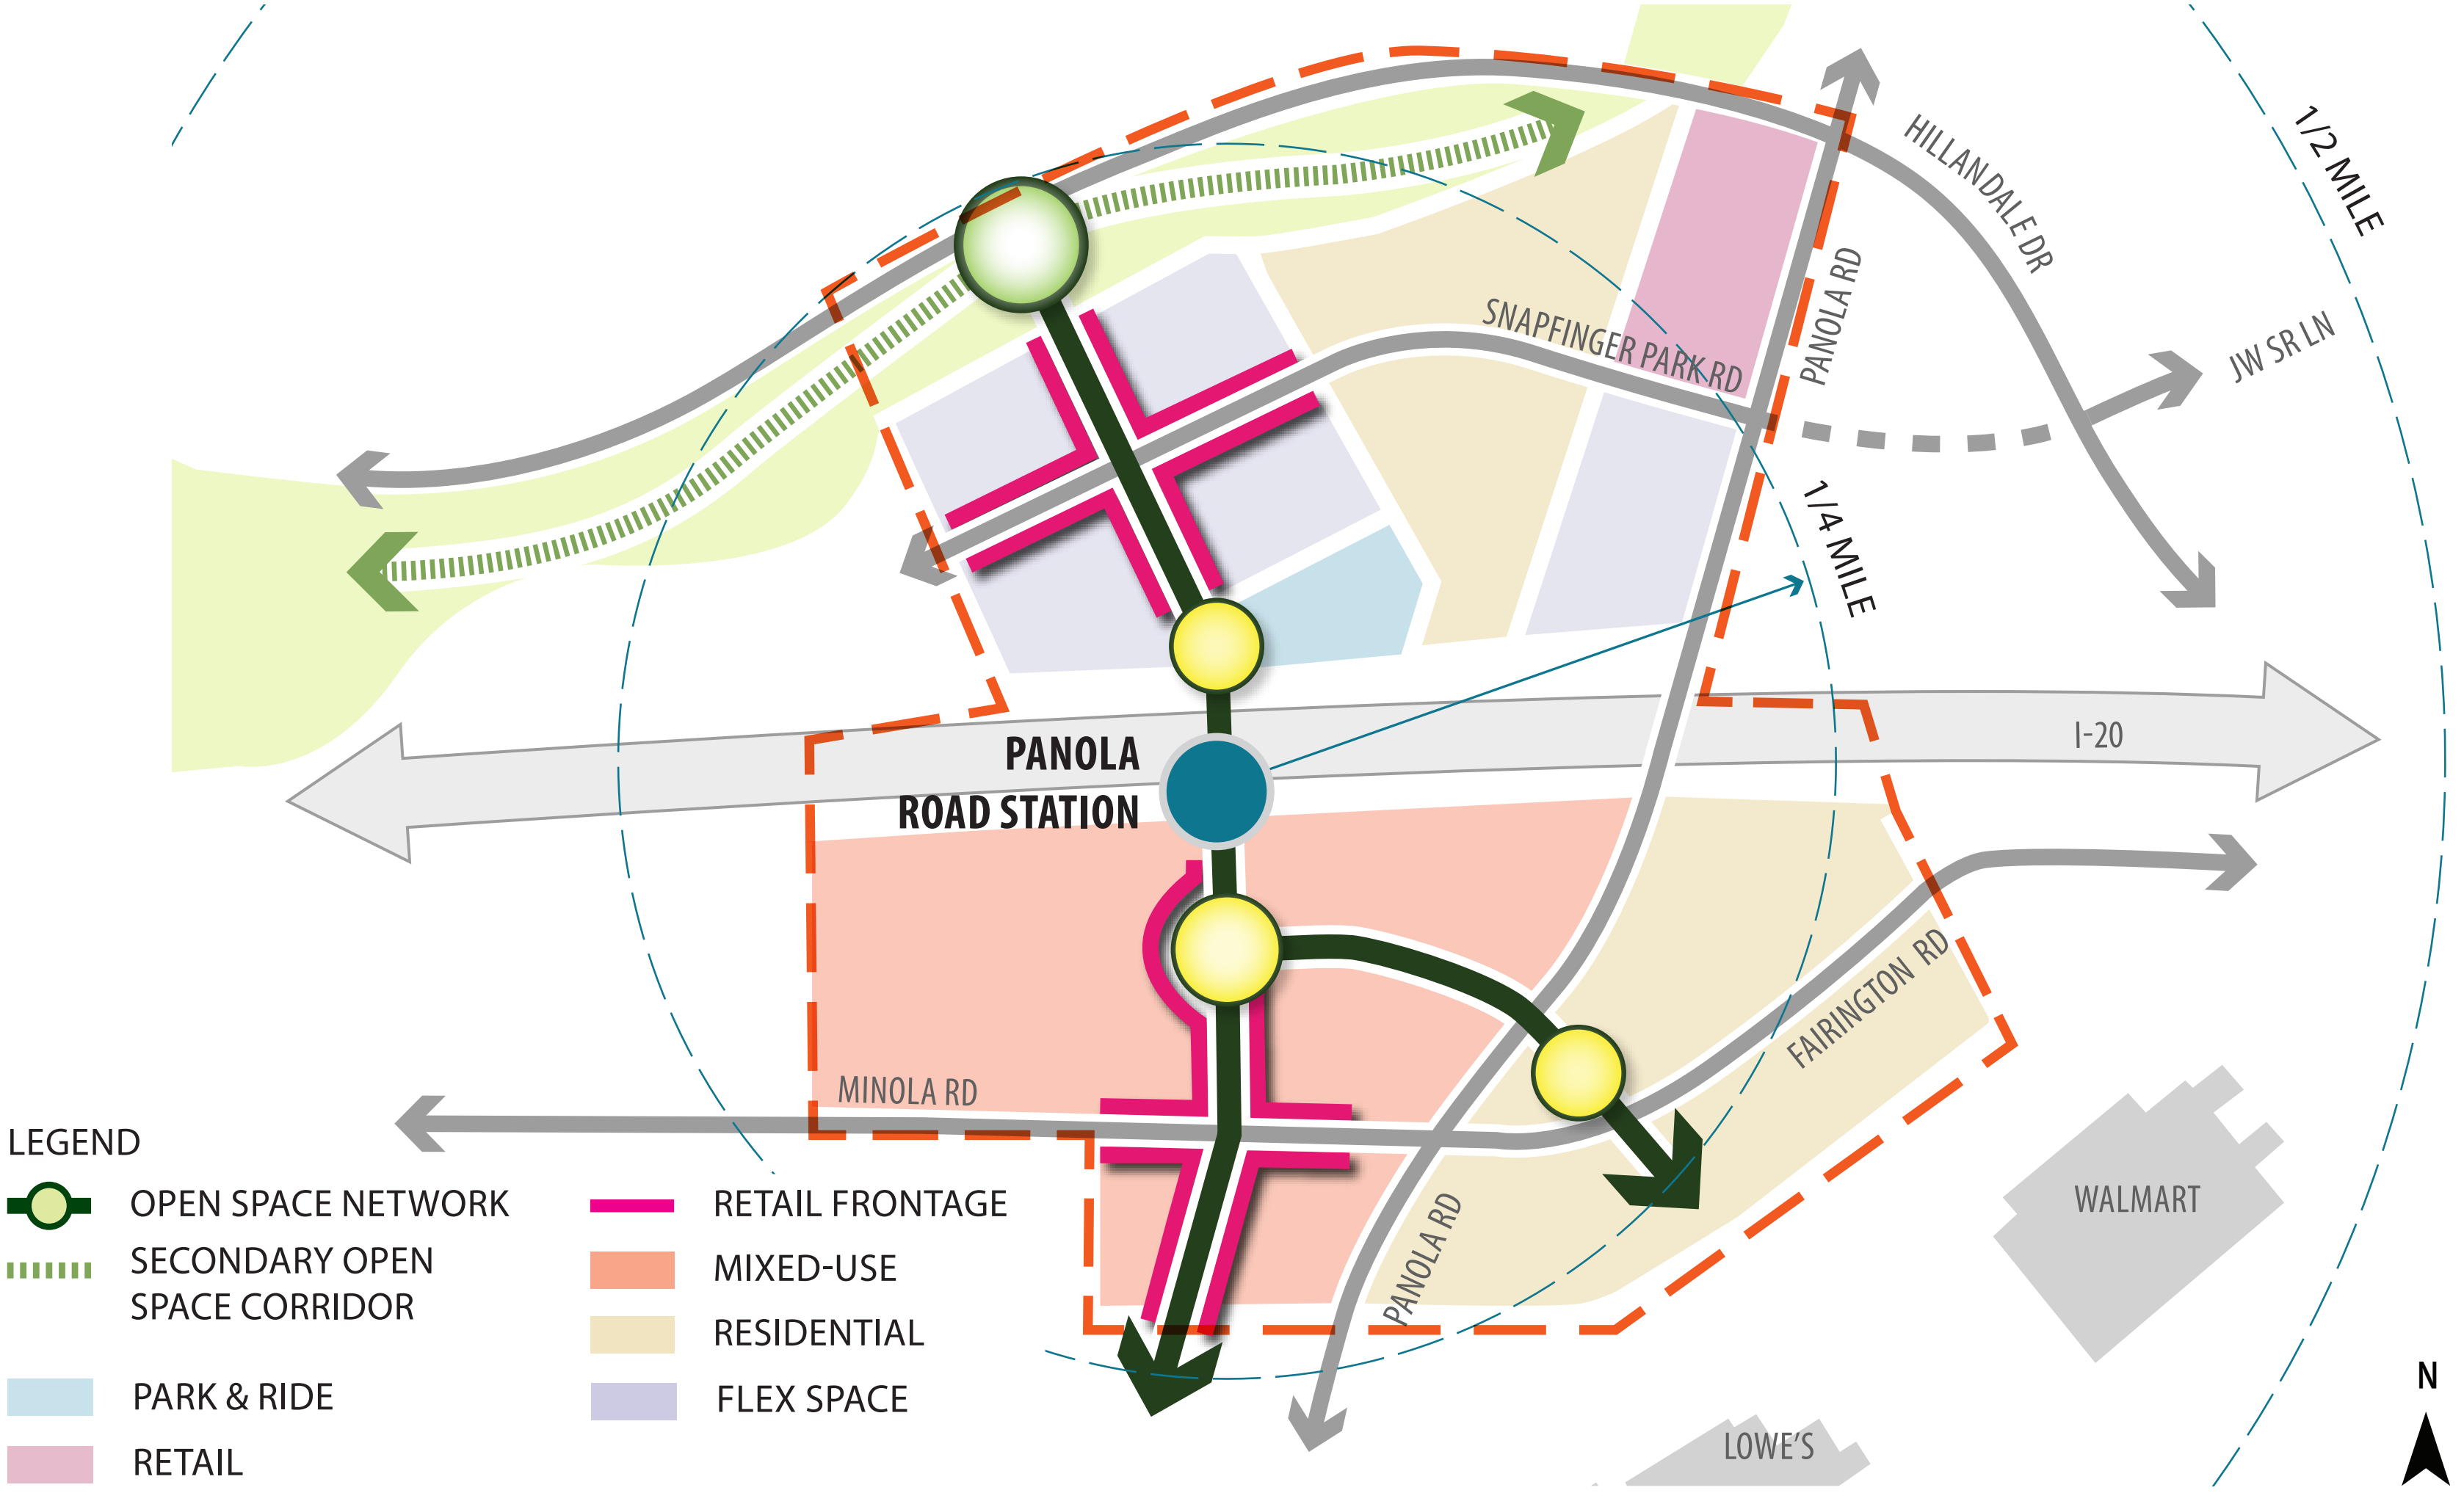 1/2 MILE
HILLANDALE DR
PANOLA RD
SNAPFINGER PARK RD
JW SR LN
1/4 MILE
I-20
PANOLA
ROAD STATION
FAIRINGTON RD
MINOLA RD
PANOLA RD
WALMART
LOWE'S
N
LEGEND
OPEN SPACE NETWORK
SECONDARY OPEN
SPACE CORRIDOR
PARK & RIDE
RETAIL
RETAIL FRONTAGE
MIXED-USE
RESIDENTIAL
FLEX SPACE